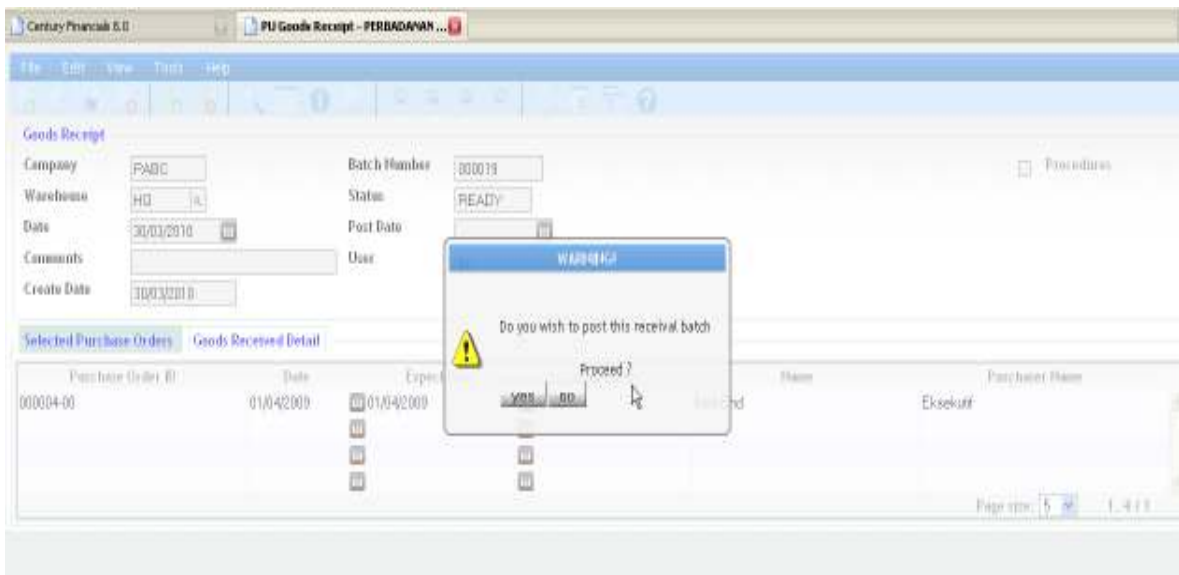 Century Financials 6.0 PU Goods Receipt - PERBADANAN ...
File Edit View Tools Help
Goods Receipt
Company PABC Batch Number 000019 Procedures
Warehouse HQ Status READY
Date 30/03/2010 Post Date
Comments User
WARNING!
Create Date 30/03/2010
Do you wish to post this receival batch
Proceed ?
yes no
Selected Purchase Orders Goods Received Detail
Purchase Order ID Date Name Purchaser Name
000004-00 01/04/2009 01/04/2009 Eksekutif
Page size: 5